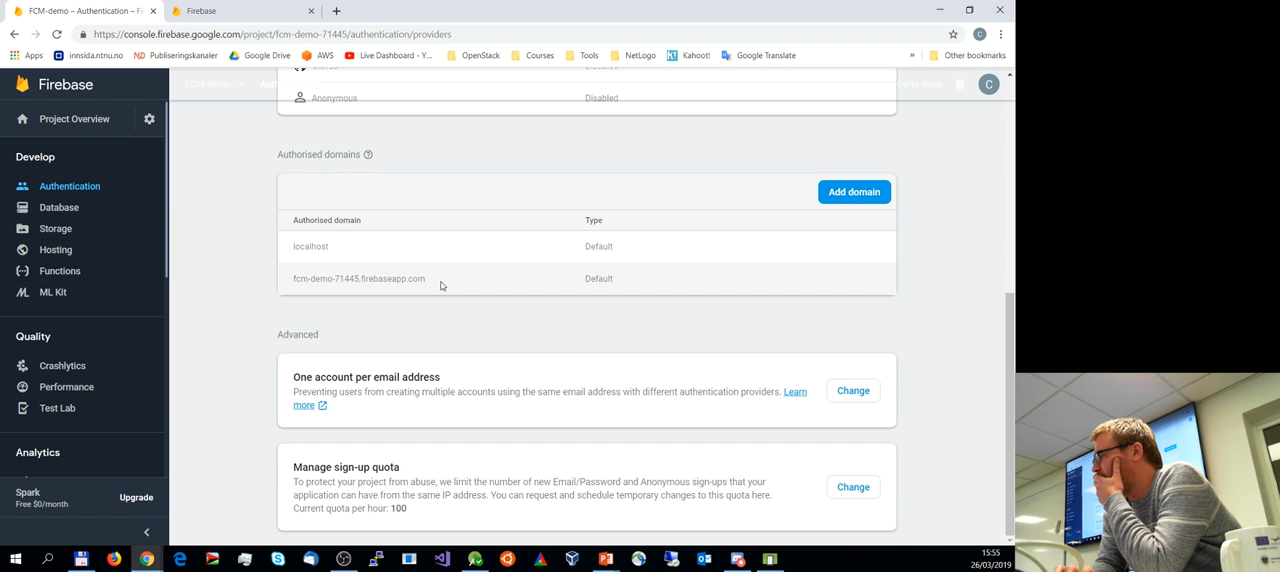 FCM-demo – Authentication – Fi
Firebase
https://console.firebase.google.com/project/fcm-demo-71445/authentication/providers
Apps
innsida.ntnu.no
Publiseringskanaler
Google Drive
AWS
Live Dashboard - Y...
OpenStack
Courses
Tools
NetLogo
Kahoot!
Google Translate
»
Other bookmarks
Firebase
FCM-demo
Go to docs
C
Project Overview
Anonymous
Disabled
Develop
Authentication
Database
Storage
Hosting
Functions
ML Kit
Quality
Crashlytics
Performance
Test Lab
Analytics
Spark
Free $0/month
Upgrade
Authorised domains
Add domain
Authorised domain
Type
localhost
Default
fcm-demo-71445.firebaseapp.com
Default
Advanced
One account per email address
Preventing users from creating multiple accounts using the same email address with different authentication providers. Learn
more
Change
Manage sign-up quota
To protect your project from abuse, we limit the number of new Email/Password and Anonymous sign-ups that your
application can have from the same IP address. You can request and schedule temporary changes to this quota here.
Current quota per hour: 100
Change
15:55
26/03/2019